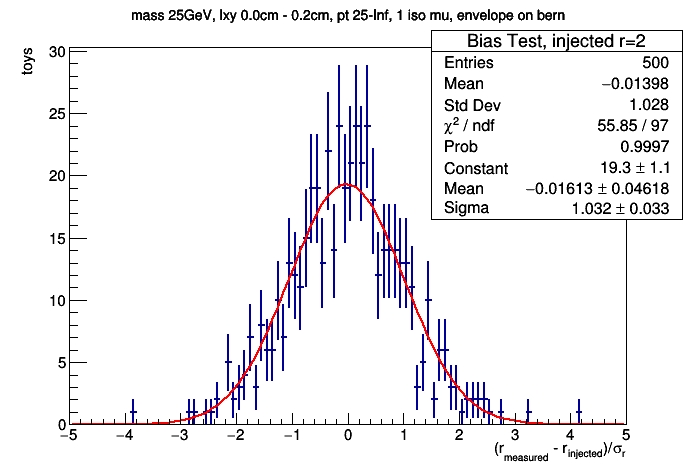 mass 25GeV, lxy 0.0cm - 0.2cm, pt 25-Inf, 1 iso mu, envelope on bern
toys
Bias Test, injected r=2
Entries 500
Mean −0.01398
Std Dev 1.028
χ² / ndf 55.85 / 97
Prob 0.9997
Constant 19.3 ± 1.1
Mean −0.01613 ± 0.04618
Sigma 1.032 ± 0.033
30
25
20
15
10
5
0
−5 −4 −3 −2 −1 0 1 2 3 4 5
(r_measured - r_injected)/σ_r